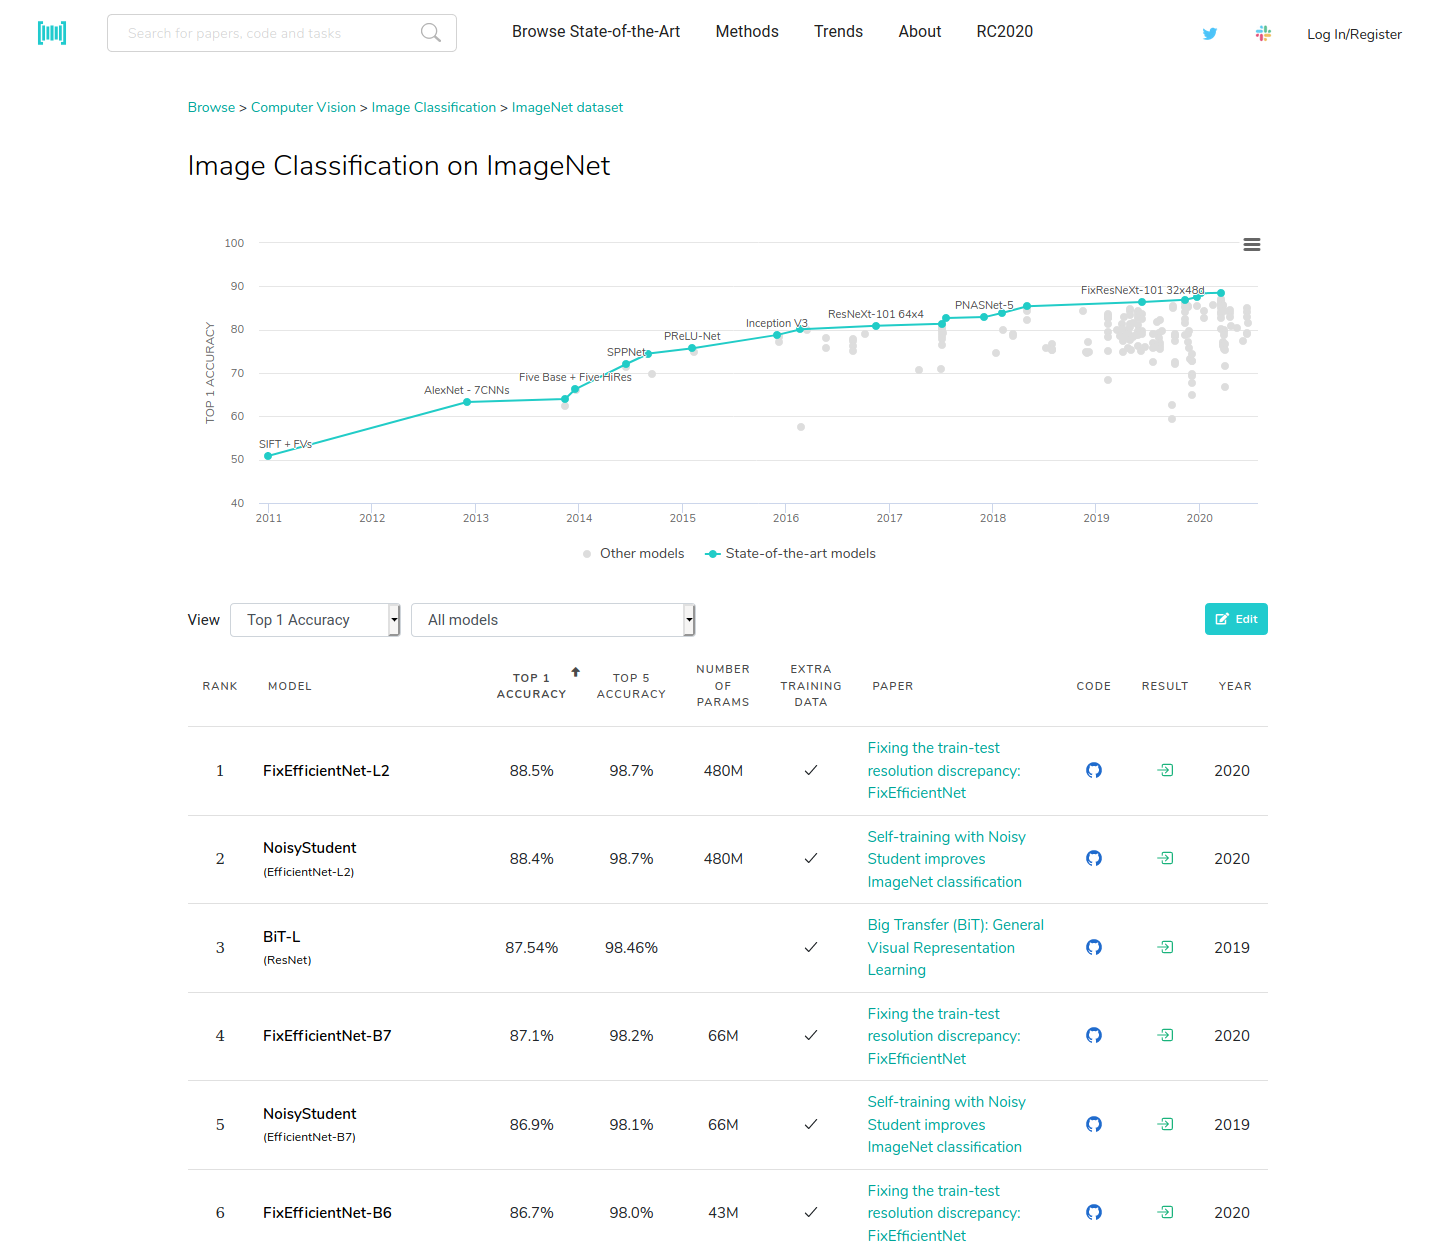 Search for papers, code and tasks
Browse State-of-the-Art Methods Trends About RC2020
Log In/Register
Browse > Computer Vision > Image Classification > ImageNet dataset
Image Classification on ImageNet
TOP 1 ACCURACY
100
90
80
70
60
50
40
SIFT + FVs
AlexNet - 7CNNs
Five Base + Five HiRes
SPPNet
PReLU-Net
Inception V3
ResNeXt-101 64x4
PNASNet-5
FixResNeXt-101 32x48d
2011 2012 2013 2014 2015 2016 2017 2018 2019 2020
Other models State-of-the-art models
View Top 1 Accuracy All models Edit
RANK MODEL TOP 1 ACCURACY TOP 5 ACCURACY NUMBER OF PARAMS EXTRA TRAINING DATA PAPER CODE RESULT YEAR
1 FixEfficientNet-L2 88.5% 98.7% 480M ✓ Fixing the train-test
resolution discrepancy:
FixEfficientNet 2020
2 NoisyStudent
(EfficientNet-L2) 88.4% 98.7% 480M ✓ Self-training with Noisy
Student improves
ImageNet classification 2020
3 BiT-L
(ResNet) 87.54% 98.46% ✓ Big Transfer (BiT): General
Visual Representation
Learning 2019
4 FixEfficientNet-B7 87.1% 98.2% 66M ✓ Fixing the train-test
resolution discrepancy:
FixEfficientNet 2020
5 NoisyStudent
(EfficientNet-B7) 86.9% 98.1% 66M ✓ Self-training with Noisy
Student improves
ImageNet classification 2019
6 FixEfficientNet-B6 86.7% 98.0% 43M ✓ Fixing the train-test
resolution discrepancy:
FixEfficientNet 2020